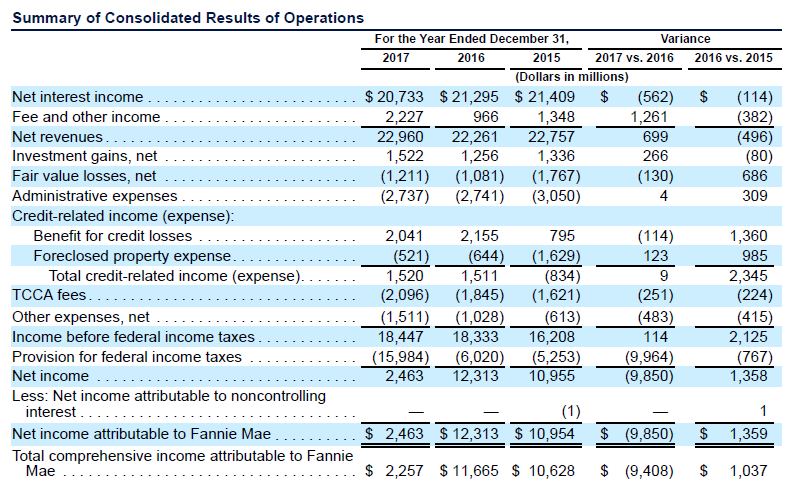 Summary of Consolidated Results of Operations
For the Year Ended December 31, Variance
2017 2016 2015 2017 vs. 2016 2016 vs. 2015
(Dollars in millions)
Net interest income . . . . . . . . . . . . . . . . . . . . . . . . . $ 20,733 $ 21,295 $ 21,409 $ (562) $ (114)
Fee and other income . . . . . . . . . . . . . . . . . . . . . . . 2,227 966 1,348 1,261 (382)
Net revenues . . . . . . . . . . . . . . . . . . . . . . . . . . . . . . 22,960 22,261 22,757 699 (496)
Investment gains, net . . . . . . . . . . . . . . . . . . . . . . . 1,522 1,256 1,336 266 (80)
Fair value losses, net . . . . . . . . . . . . . . . . . . . . . . . (1,211) (1,081) (1,767) (130) 686
Administrative expenses . . . . . . . . . . . . . . . . . . . . . (2,737) (2,741) (3,050) 4 309
Credit-related income (expense):
Benefit for credit losses . . . . . . . . . . . . . . . . . . . 2,041 2,155 795 (114) 1,360
Foreclosed property expense . . . . . . . . . . . . . . . (521) (644) (1,629) 123 985
Total credit-related income (expense). . . . . . . 1,520 1,511 (834) 9 2,345
TCCA fees . . . . . . . . . . . . . . . . . . . . . . . . . . . . . . . . (2,096) (1,845) (1,621) (251) (224)
Other expenses, net . . . . . . . . . . . . . . . . . . . . . . . . (1,511) (1,028) (613) (483) (415)
Income before federal income taxes . . . . . . . . . . . . 18,447 18,333 16,208 114 2,125
Provision for federal income taxes . . . . . . . . . . . . . (15,984) (6,020) (5,253) (9,964) (767)
Net income . . . . . . . . . . . . . . . . . . . . . . . . . . . . . . . 2,463 12,313 10,955 (9,850) 1,358
Less: Net income attributable to noncontrolling
interest . . . . . . . . . . . . . . . . . . . . . . . . . . . . . . . . . — — (1) — 1
Net income attributable to Fannie Mae . . . . . . . . . . $ 2,463 $ 12,313 $ 10,954 $ (9,850) $ 1,359
Total comprehensive income attributable to Fannie
Mae . . . . . . . . . . . . . . . . . . . . . . . . . . . . . . . . . . . $ 2,257 $ 11,665 $ 10,628 $ (9,408) $ 1,037